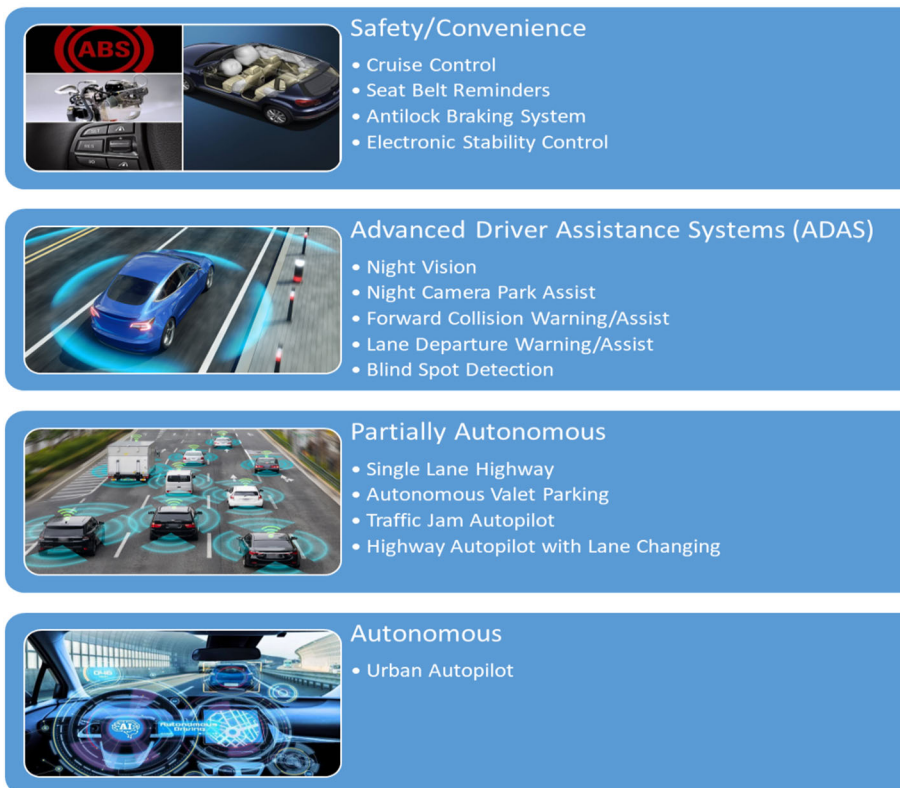 Safety/Convenience
ABS
• Cruise Control
• Seat Belt Reminders
• Antilock Braking System
• Electronic Stability Control
Advanced Driver Assistance Systems (ADAS)
• Night Vision
• Night Camera Park Assist
• Forward Collision Warning/Assist
• Lane Departure Warning/Assist
• Blind Spot Detection
Partially Autonomous
• Single Lane Highway
• Autonomous Valet Parking
• Traffic Jam Autopilot
• Highway Autopilot with Lane Changing
Autonomous
• Urban Autopilot
AI
Autonomous
Driving